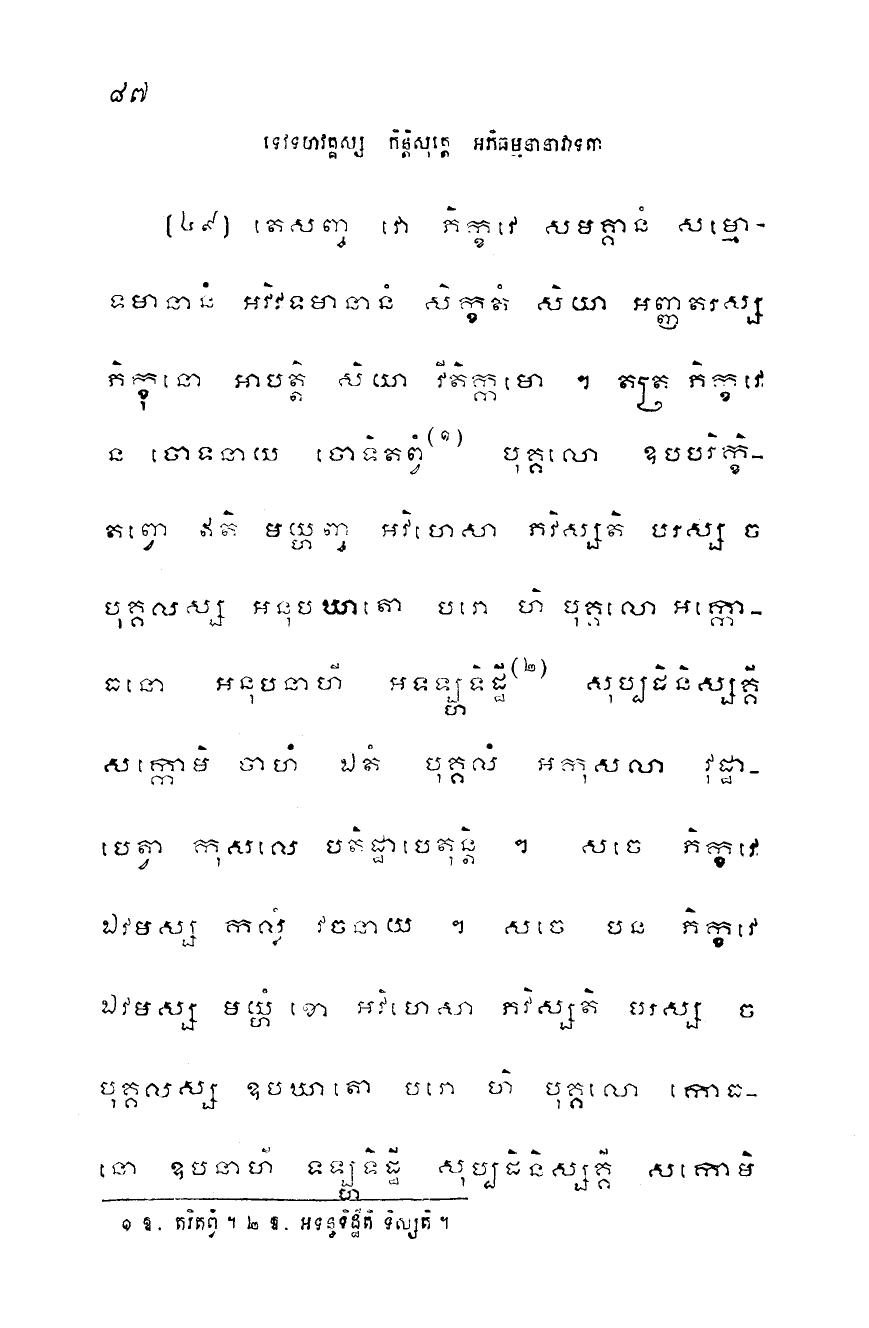 ៨៧
ទេវទហវគ្គស្ស កិន្តិសុត្តេ អភិធម្មនានាវាទតា
[៤៩] តេសញ្ច វោ ភិក្ខវេ សមគ្គានំ សម្មោ-
ទមានានំ អវិវទមានានំ សិក្ខតំ សិយា អញ្ញតរស្ស
ភិក្ខុនោ អាបត្តិ សិយា វីតិក្កមោ ។ តត្រ ភិក្ខវេ
ន ចោទនាយ ចោទិតព្វំ(១) បុគ្គលោ ឧបបរិក្ខិ-
តព្វោ ឥតិ មយ្ហញ្ច អវិហេសា ភវិស្សតិ បរស្ស ច
បុគ្គលស្ស អនុបឃាតោ បរោ ហិ បុគ្គលោ អក្កោ-
ធនោ អនុបនាហី អទឡ្ហទិដ្ឋី(២) សុប្បដិនិស្សគ្គី
សក្កោមិ ចាហំ ឯតំ បុគ្គលំ អកុសលា វុដ្ឋា-
បេត្វា កុសលេ បតិដ្ឋាបេតុន្តិ ។ សចេ ភិក្ខវេ
ឯវមស្ស កល្លំ វចនាយ ។ សចេ បន ភិក្ខវេ
ឯវមស្ស មយ្ហំ ខោ អវិហេសា ភវិស្សតិ បរស្ស ច
បុគ្គលស្ស ឧបឃាតោ បរោ ហិ បុគ្គលោ កោធ-
នោ ឧបនាហី ទឡ្ហទិដ្ឋី សុប្បដិនិស្សគ្គី សកោមិ
១ ឱ. តរិតព្វំ ។ ២ ឱ. អទន្ធទិដ្ឋីតិ ទិស្សតិ ។